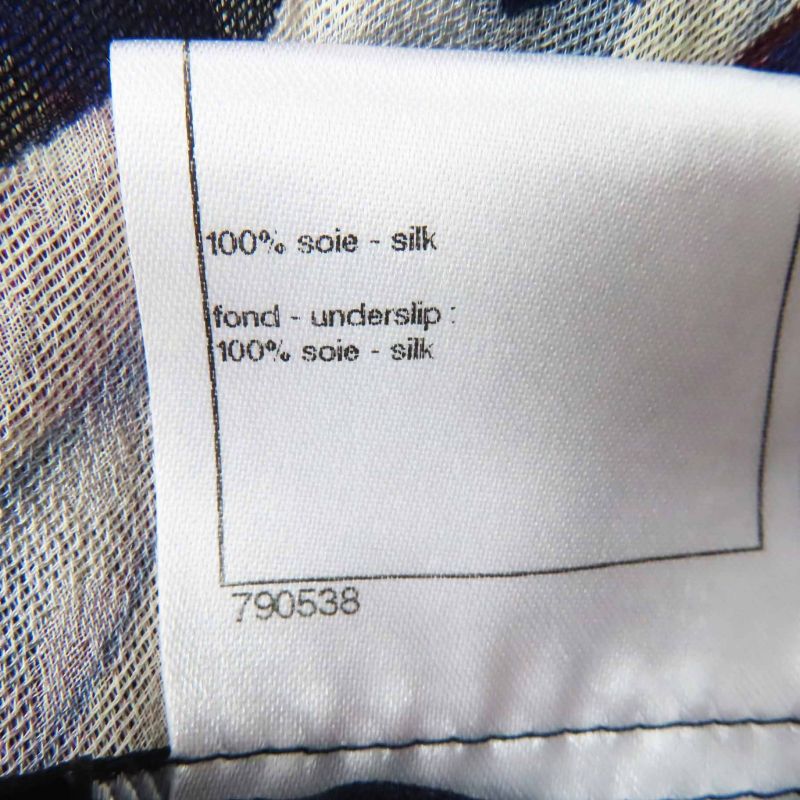 100% soie - silk
fond - underslip :
100% soie - silk
790538